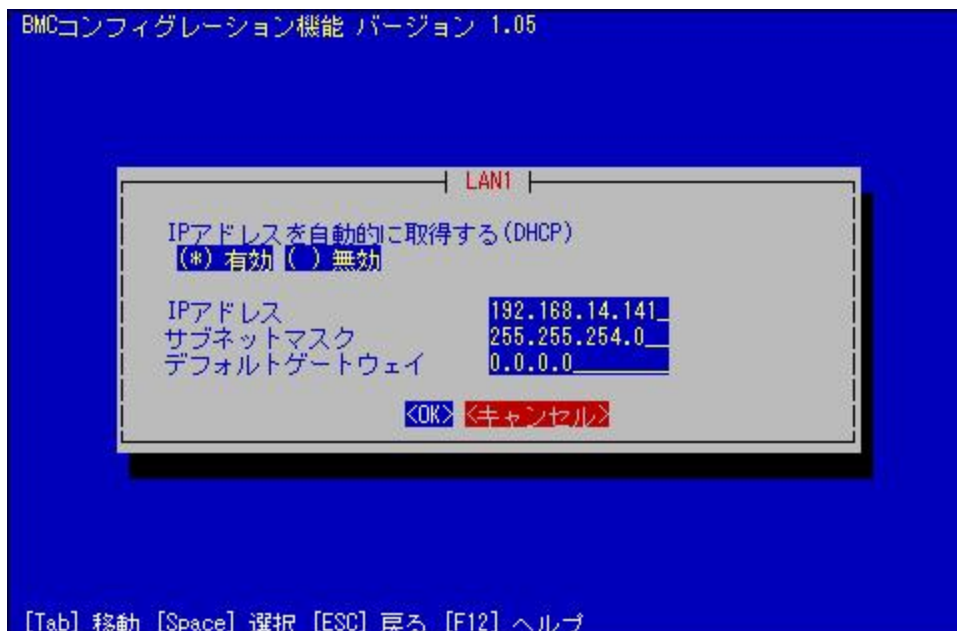 BMCコンフィグレーション機能 バージョン 1.05
LAN1
IPアドレスを自動的に取得する(DHCP)
(*) 有効 ( ) 無効
IPアドレス 192.168.14.141_
サブネットマスク 255.255.254.0__
デフォルトゲートウェイ 0.0.0.0________
<OK> <キャンセル>
[Tab] 移動 [Space] 選択 [ESC] 戻る [F12] ヘルプ